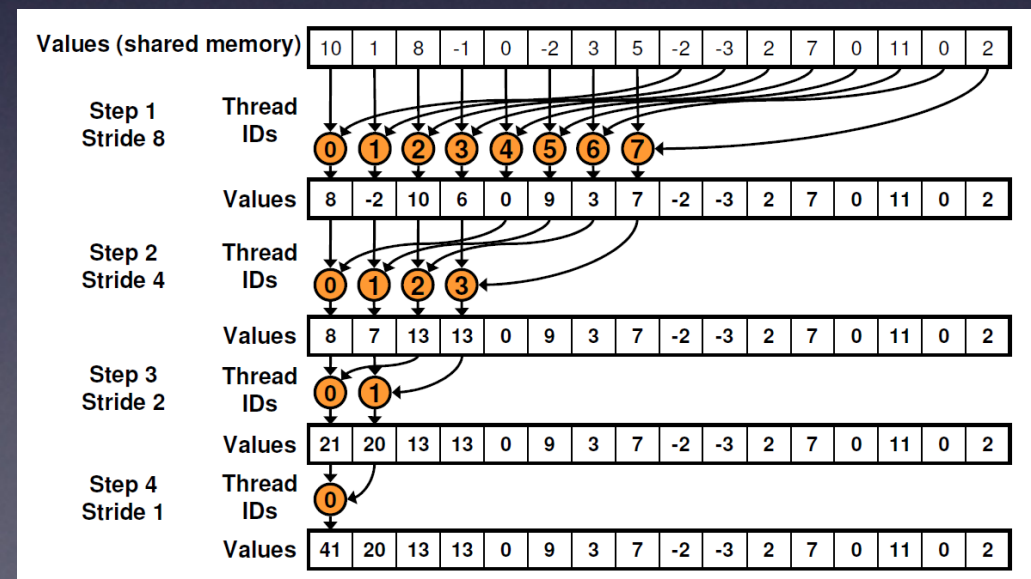 Values (shared memory) 10 1 8 -1 0 -2 3 5 -2 -3 2 7 0 11 0 2
Step 1 Thread
Stride 8 IDs
0 1 2 3 4 5 6 7
Values 8 -2 10 6 0 9 3 7 -2 -3 2 7 0 11 0 2
Step 2 Thread
Stride 4 IDs
0 1 2 3
Values 8 7 13 13 0 9 3 7 -2 -3 2 7 0 11 0 2
Step 3 Thread
Stride 2 IDs
0 1
Values 21 20 13 13 0 9 3 7 -2 -3 2 7 0 11 0 2
Step 4 Thread
Stride 1 IDs
0
Values 41 20 13 13 0 9 3 7 -2 -3 2 7 0 11 0 2